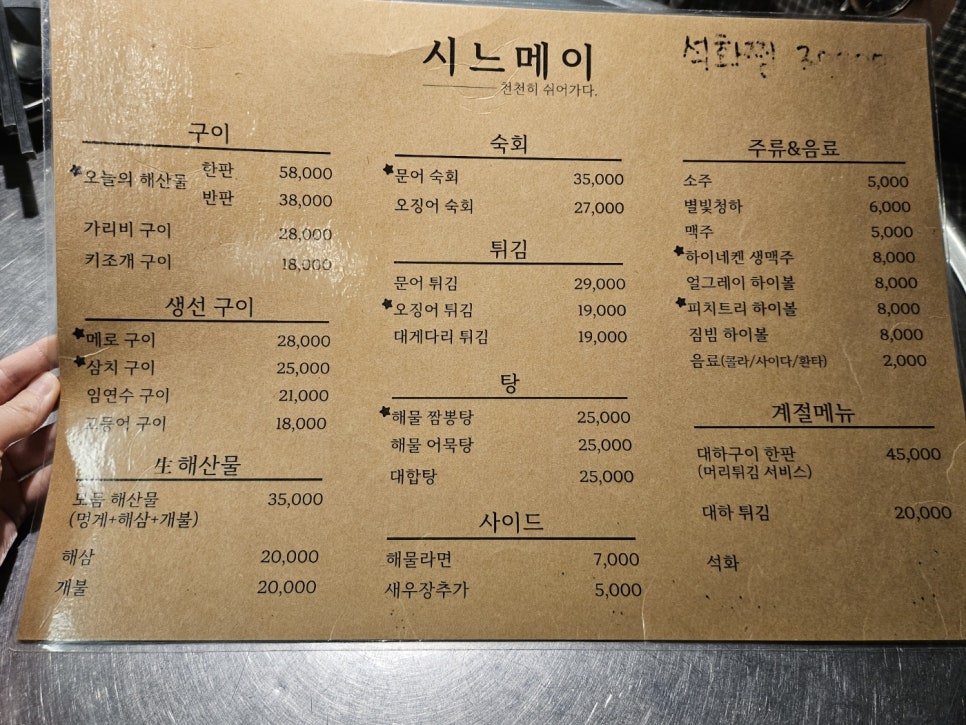 시느메이
천천히 쉬어가다.
석화찜
구이
★오늘의 해산물 한판 58,000
반판 38,000
가리비 구이 28,000
키조개 구이 18,000
생선 구이
★메로 구이 28,000
★삼치 구이 25,000
임연수 구이 21,000
고등어 구이 18,000
生 해산물
모듬 해산물 35,000
(멍게+해삼+개불)
해삼 20,000
개불 20,000
숙회
★문어 숙회 35,000
오징어 숙회 27,000
튀김
문어 튀김 29,000
★오징어 튀김 19,000
대게다리 튀김 19,000
탕
★해물 짬뽕탕 25,000
해물 어묵탕 25,000
대합탕 25,000
사이드
해물라면 7,000
새우장추가 5,000
주류&음료
소주 5,000
별빛청하 6,000
맥주 5,000
★하이네켄 생맥주 8,000
얼그레이 하이볼 8,000
★피치트리 하이볼 8,000
짐빔 하이볼 8,000
음료(콜라/사이다/환타) 2,000
계절메뉴
대하구이 한판 45,000
(머리튀김 서비스)
대하 튀김 20,000
석화